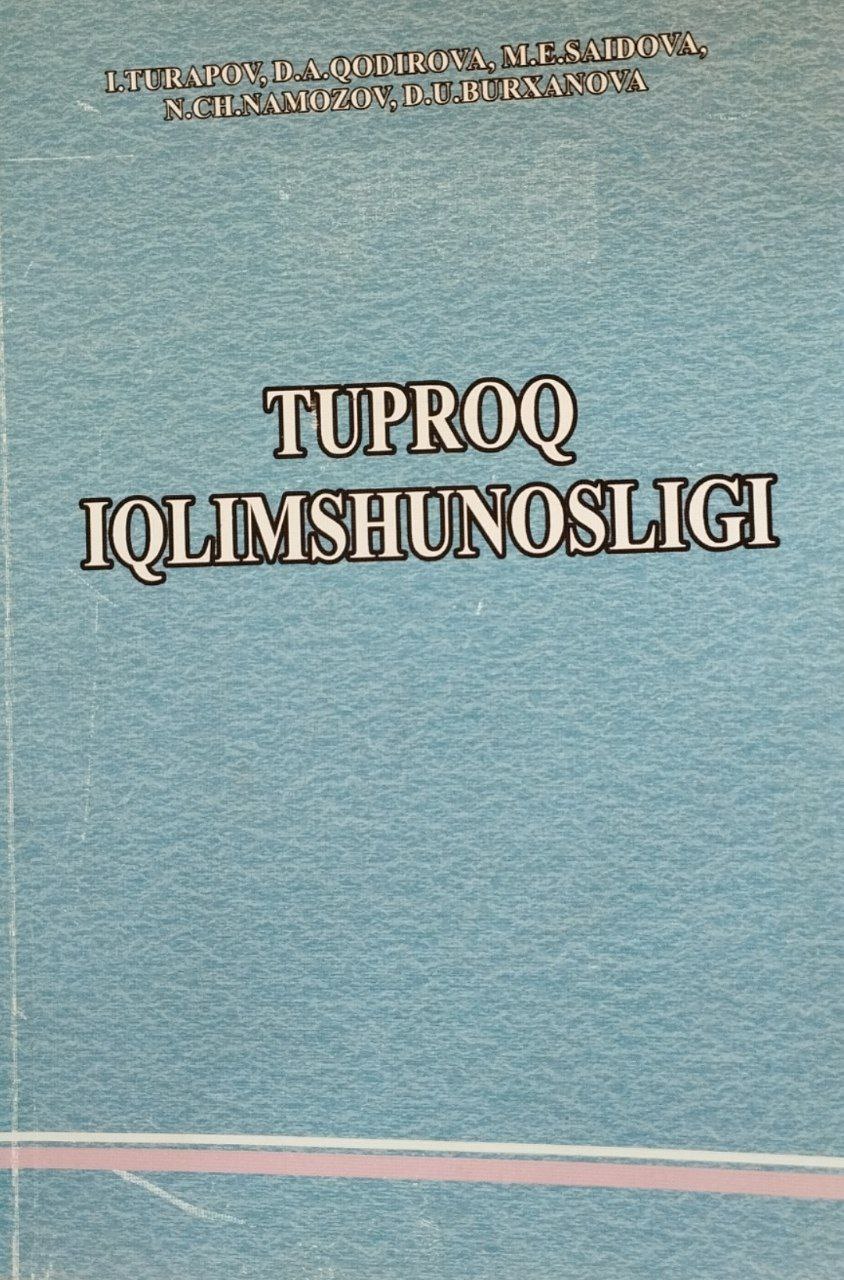 I.TURAPOV, D.A.QODIROVA, M.E.SAIDOVA,
N.CH.NAMOZOV, D.U.BURXANOVA
TUPROQ
IQLIMSHUNOSLIGI